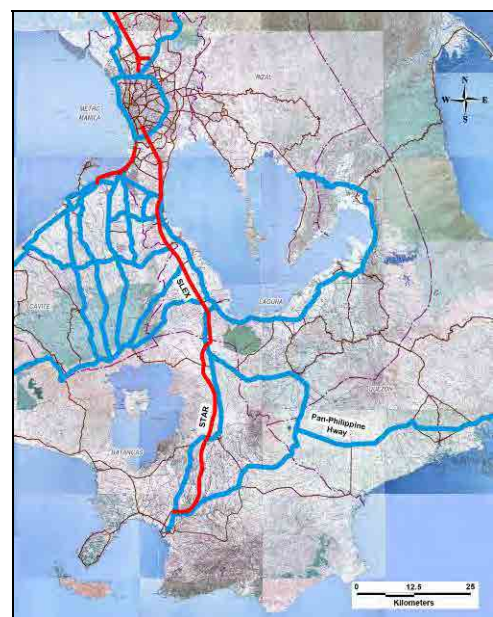 RIZAL
N
W E
S
METRO
MANILA
SLEX
CAVITE
LAGUNA
QUEZON
STAR
Pan-Philippine
Hway
BATANGAS
0 12.5 25
Kilometers